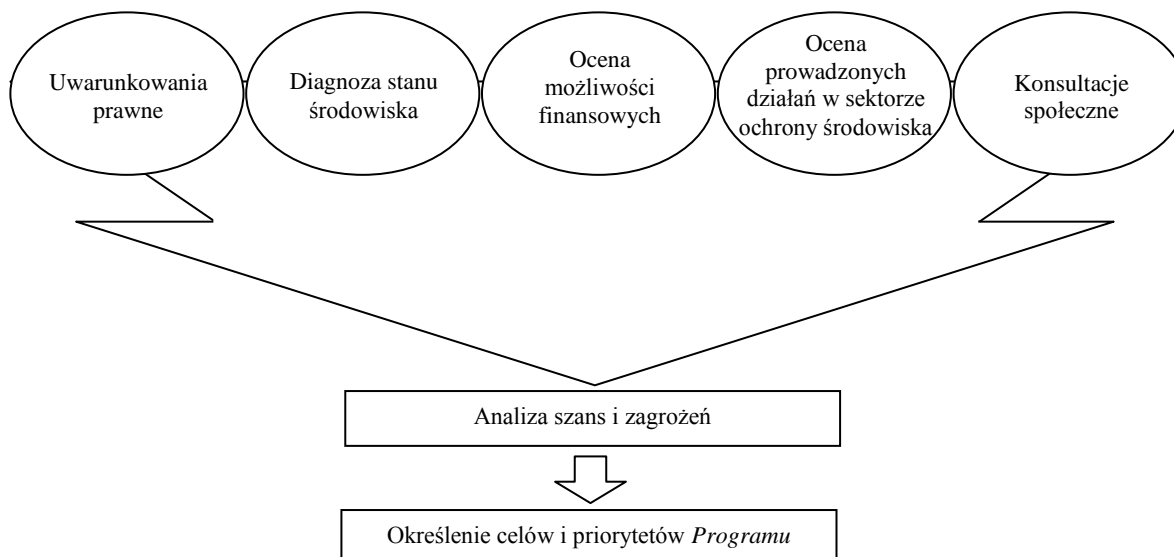 Uwarunkowania
prawne
Diagnoza stanu
środowiska
Ocena
możliwości
finansowych
Ocena
prowadzonych
działań w sektorze
ochrony środowiska
Konsultacje
społeczne
Analiza szans i zagrożeń
Określenie celów i priorytetów Programu